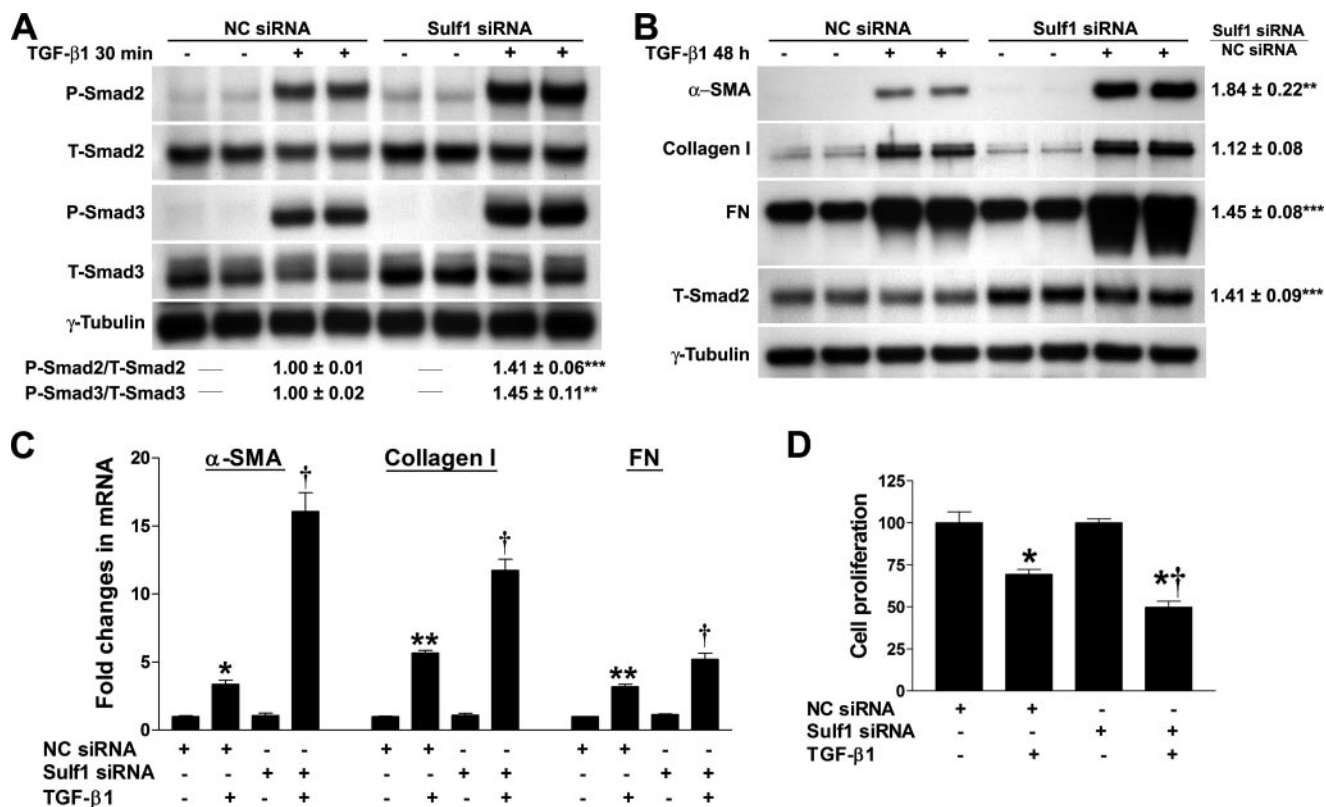 A
NC siRNA Sulf1 siRNA
TGF-β1 30 min - - + + - - + +
P-Smad2
T-Smad2
P-Smad3
T-Smad3
γ-Tubulin
P-Smad2/T-Smad2 — 1.00 ± 0.01 — 1.41 ± 0.06***
P-Smad3/T-Smad3 — 1.00 ± 0.02 — 1.45 ± 0.11**
B
NC siRNA Sulf1 siRNA
Sulf1 siRNA
NC siRNA
TGF-β1 48 h - - + + - - + +
α-SMA 1.84 ± 0.22**
Collagen I 1.12 ± 0.08
FN 1.45 ± 0.08***
T-Smad2 1.41 ± 0.09***
γ-Tubulin
C
Fold changes in mRNA
20
15
10
5
0
α-SMA Collagen I FN
* † ** † ** †
NC siRNA + + - - + + - - + + - -
Sulf1 siRNA - - + + - - + + - - + +
TGF-β1 - + - + - + - + - + - +
D
Cell proliferation
125
100
75
50
25
0
* *†
NC siRNA + + - -
Sulf1 siRNA - - + +
TGF-β1 - + - +